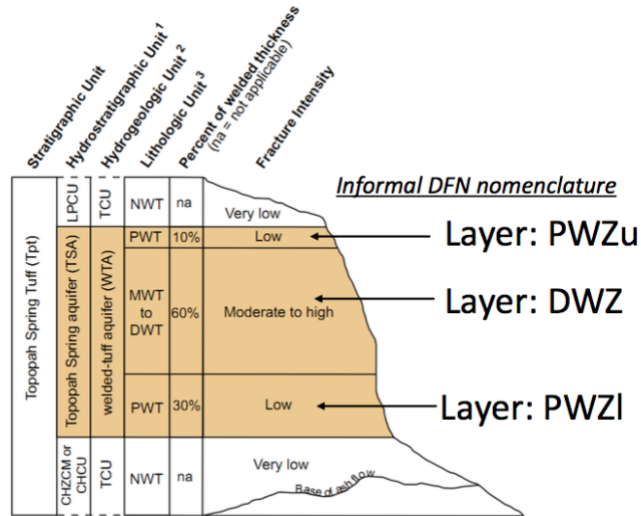 Stratigraphic Unit
Hydrostratigraphic Unit 1
Hydrogeologic Unit 2
Lithologic Unit 3
Percent of welded thickness
(na = not applicable)
Fracture Intensity
Informal DFN nomenclature
Topopah Spring Tuff (Tpt)
LPCU
TCU
NWT
na
Very low
Topopah Spring aquifer (TSA)
welded-tuff aquifer (WTA)
PWT
10%
Low
Layer: PWZu
MWT
to
DWT
60%
Moderate to high
Layer: DWZ
PWT
30%
Low
Layer: PWZl
CHZCM or
CHCU
TCU
NWT
na
Very low
Base of ash flow